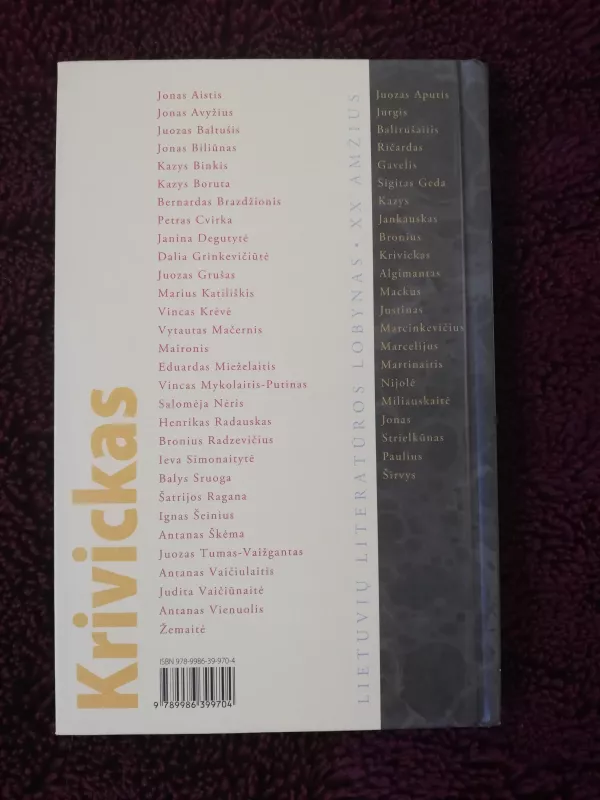 Jonas Aistis
Jonas Avyžius
Juozas Baltušis
Jonas Biliūnas
Kazys Binkis
Kazys Boruta
Bernardas Brazdžionis
Petras Cvirka
Janina Degutytė
Dalia Grinkevičiūtė
Juozas Grušas
Marius Katiliškis
Vincas Krėvė
Vytautas Mačernis
Maironis
Eduardas Mieželaitis
Vincas Mykolaitis-Putinas
Salomėja Nėris
Henrikas Radauskas
Bronius Radzevičius
Ieva Simonaitytė
Balys Sruoga
Šatrijos Ragana
Ignas Šeinius
Antanas Škėma
Juozas Tumas-Vaižgantas
Antanas Vaičiulaitis
Judita Vaičiūnaitė
Antanas Vienuolis
Žemaitė
Krivickas
ISBN 978-9986-39-970-4
9 789986 399704
LIETUVIŲ LITERATŪROS LOBYNAS • XX AMŽIUS
Juozas Aputis
Jurgis
Baltrušaitis
Ričardas
Gavelis
Sigitas Geda
Kazys
Jankauskas
Bronius
Krivickas
Algimantas
Mackus
Justinas
Marcinkevičius
Marcelijus
Martinaitis
Nijolė
Miliauskaitė
Jonas
Strielkūnas
Paulius
Širvys